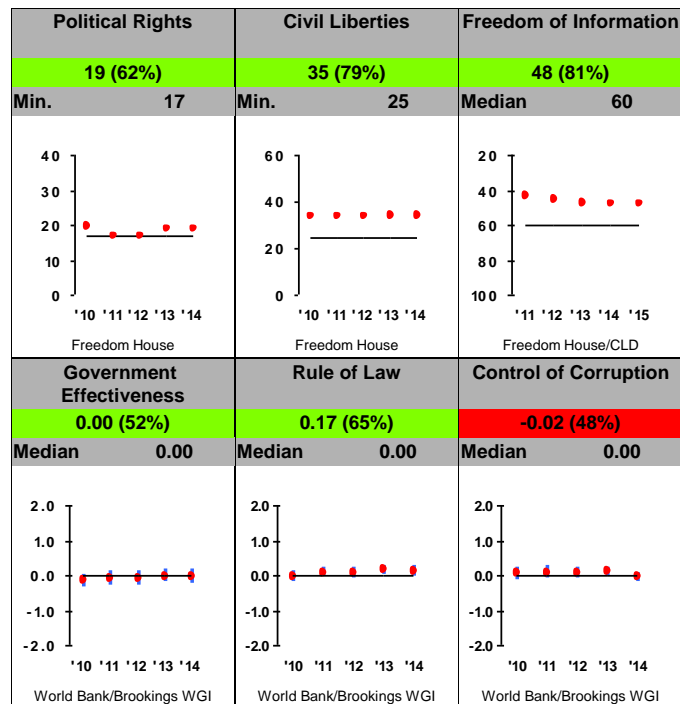 Political Rights
19 (62%)
Min. 17
40
30
20
10
0
'10 '11 '12 '13 '14
Freedom House
Civil Liberties
35 (79%)
Min. 25
60
40
20
0
'10 '11 '12 '13 '14
Freedom House
Freedom of Information
48 (81%)
Median 60
20
40
60
80
100
'11 '12 '13 '14 '15
Freedom House/CLD
Government
Effectiveness
0.00 (52%)
Median 0.00
2.0
1.0
0.0
-1.0
-2.0
'10 '11 '12 '13 '14
World Bank/Brookings WGI
Rule of Law
0.17 (65%)
Median 0.00
2.0
1.0
0.0
-1.0
-2.0
'10 '11 '12 '13 '14
World Bank/Brookings WGI
Control of Corruption
-0.02 (48%)
Median 0.00
2.0
1.0
0.0
-1.0
-2.0
'10 '11 '12 '13 '14
World Bank/Brookings WGI